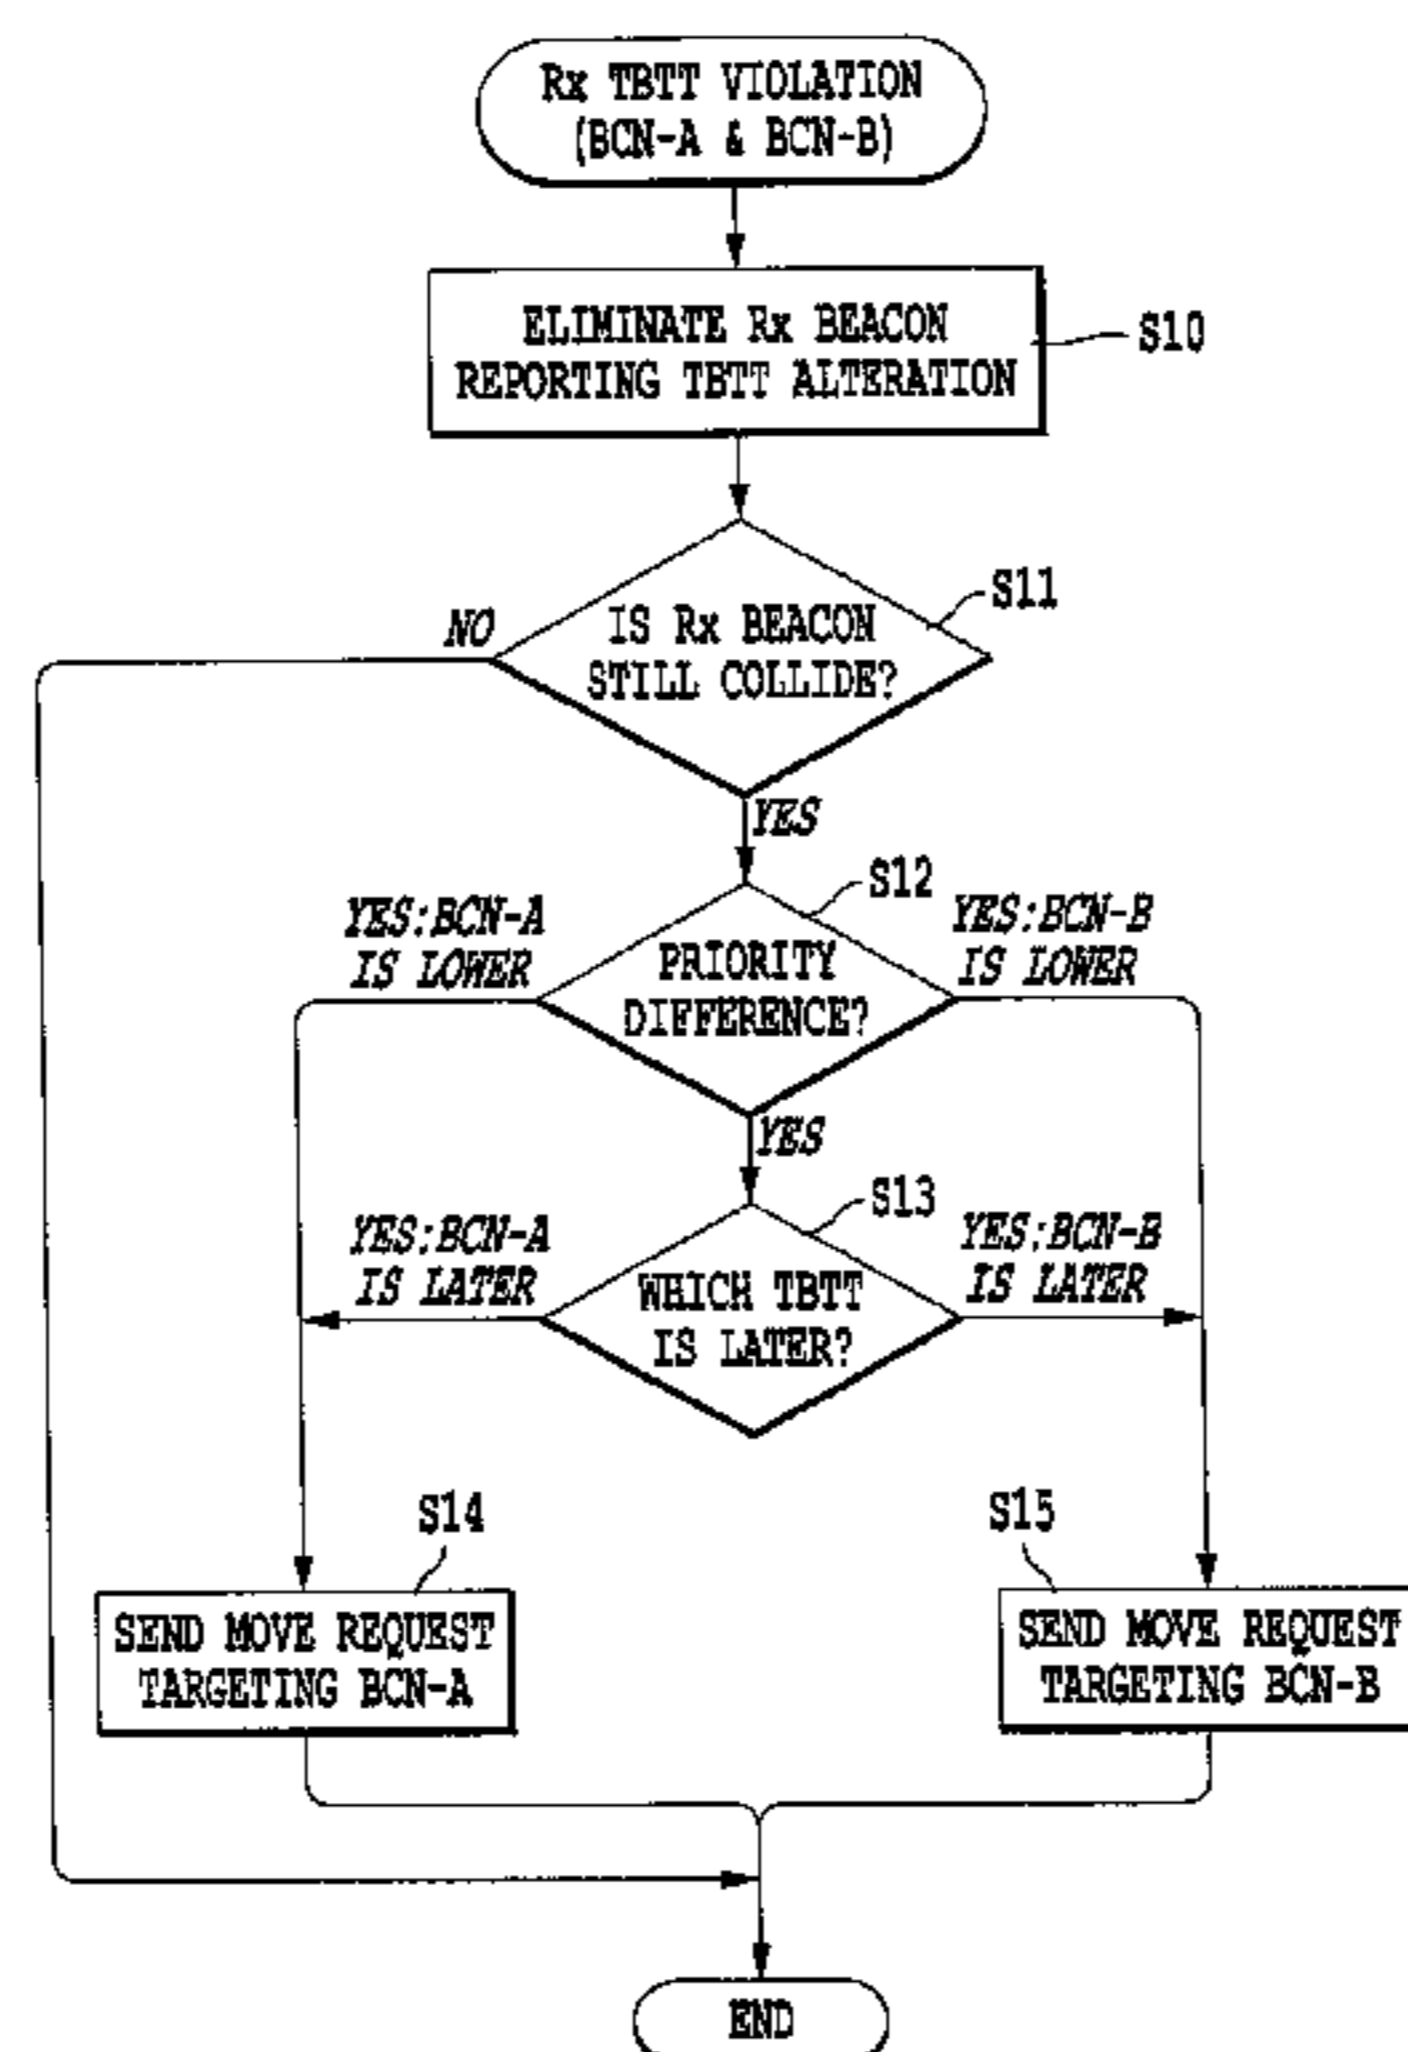 Rx TBTT VIOLATION
(BCN-A & BCN-B)
ELIMINATE Rx BEACON
REPORTING TBTT ALTERATION
S10
S11
NO
IS Rx BEACON
STILL COLLIDE?
YES
S12
YES:BCN-A
IS LOWER
PRIORITY
DIFFERENCE?
YES:BCN-B
IS LOWER
YES
S13
YES:BCN-A
IS LATER
WHICH TBTT
IS LATER?
YES:BCN-B
IS LATER
S14
S15
SEND MOVE REQUEST
TARGETING BCN-A
SEND MOVE REQUEST
TARGETING BCN-B
END